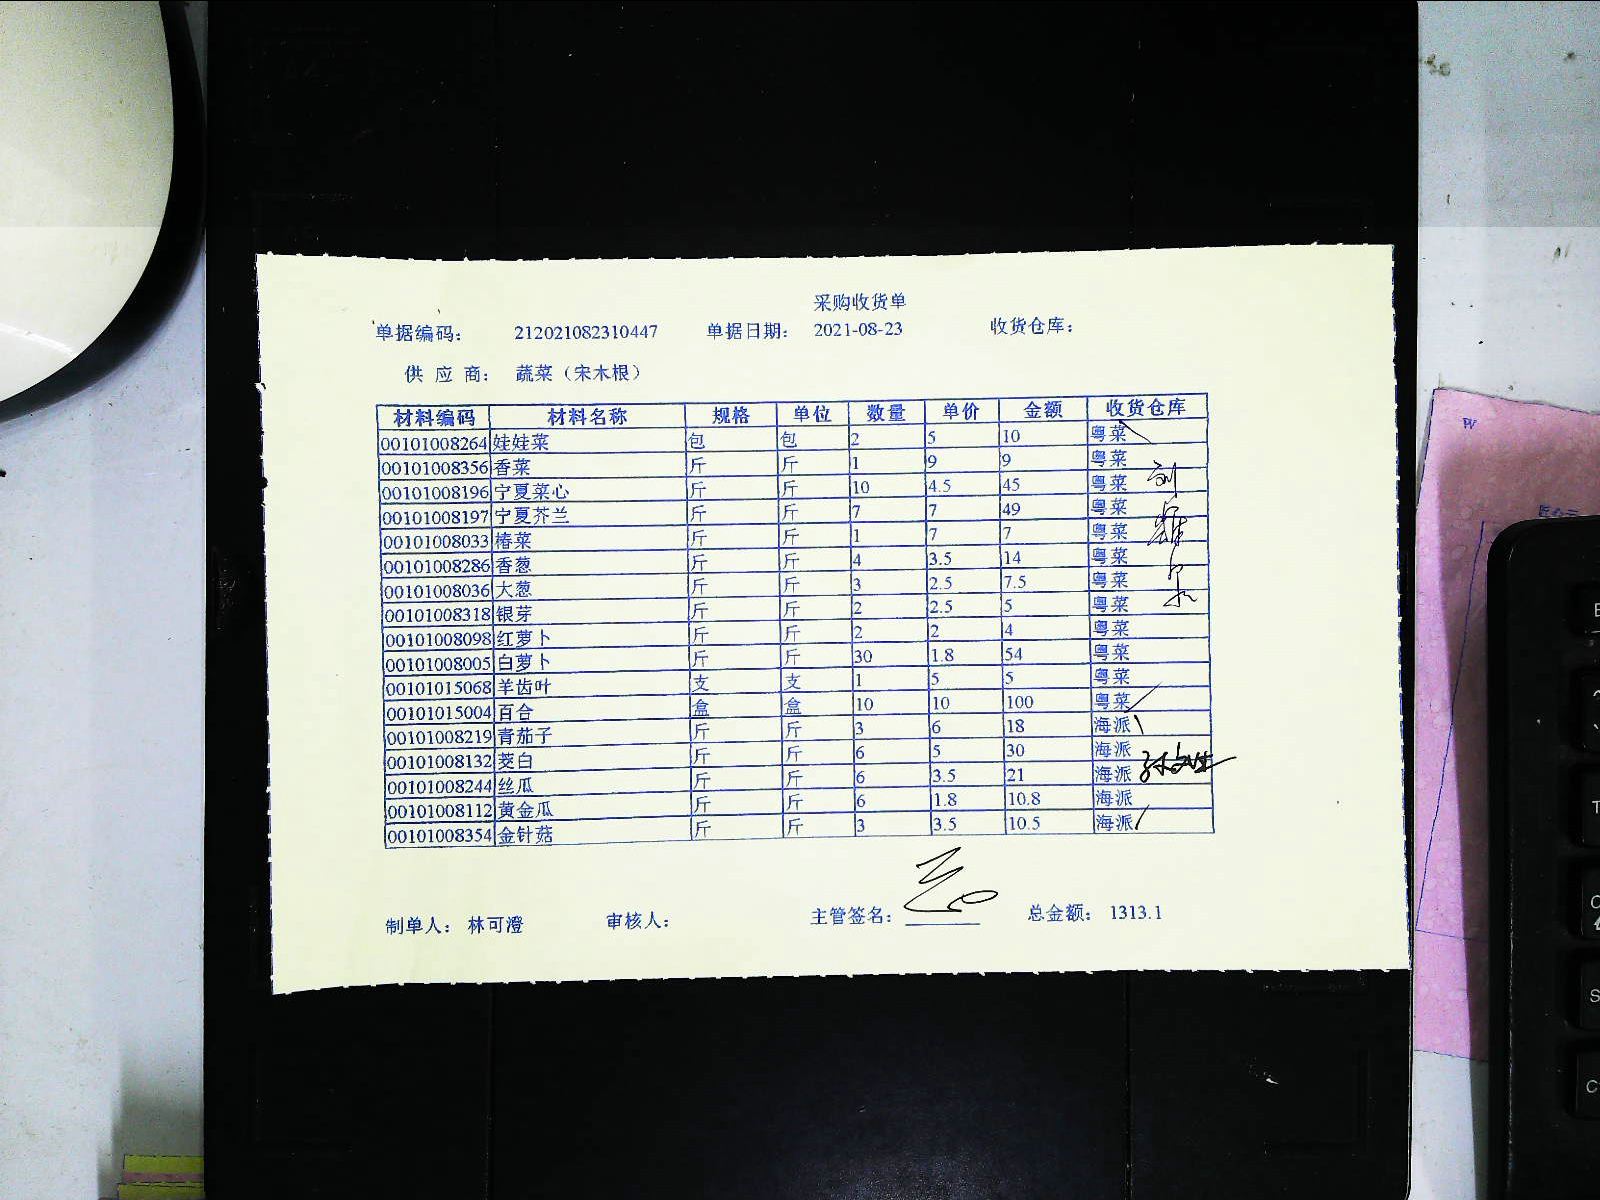 采购收货单
单据编码: 212021082310447 单据日期: 2021-08-23 收货仓库:
供 应 商: 蔬菜（宋木根）
材料编码 材料名称 规格 单位 数量 单价 金额 收货仓库
00101008264 娃娃菜 包 包 2 5 10 粤菜
00101008356 香菜 斤 斤 1 9 9 粤菜
00101008196 宁夏菜心 斤 斤 10 4.5 45 粤菜
00101008197 宁夏芥兰 斤 斤 7 7 49 粤菜
00101008033 椿菜 斤 斤 1 7 7 粤菜
00101008286 香葱 斤 斤 4 3.5 14 粤菜
00101008036 大葱 斤 斤 3 2.5 7.5 粤菜
00101008318 银芽 斤 斤 2 2.5 5 粤菜
00101008098 红萝卜 斤 斤 2 2 4 粤菜
00101008005 白萝卜 斤 斤 30 1.8 54 粤菜
00101015068 羊齿叶 支 支 1 5 5 粤菜
00101015004 百合 盒 盒 10 10 100 粤菜
00101008219 青茄子 斤 斤 3 6 18 海派
00101008132 茭白 斤 斤 6 5 30 海派
00101008244 丝瓜 斤 斤 6 3.5 21 海派
00101008112 黄金瓜 斤 斤 6 1.8 10.8 海派
00101008354 金针菇 斤 斤 3 3.5 10.5 海派
制单人: 林可澄 审核人: 主管签名: 总金额: 1313.1